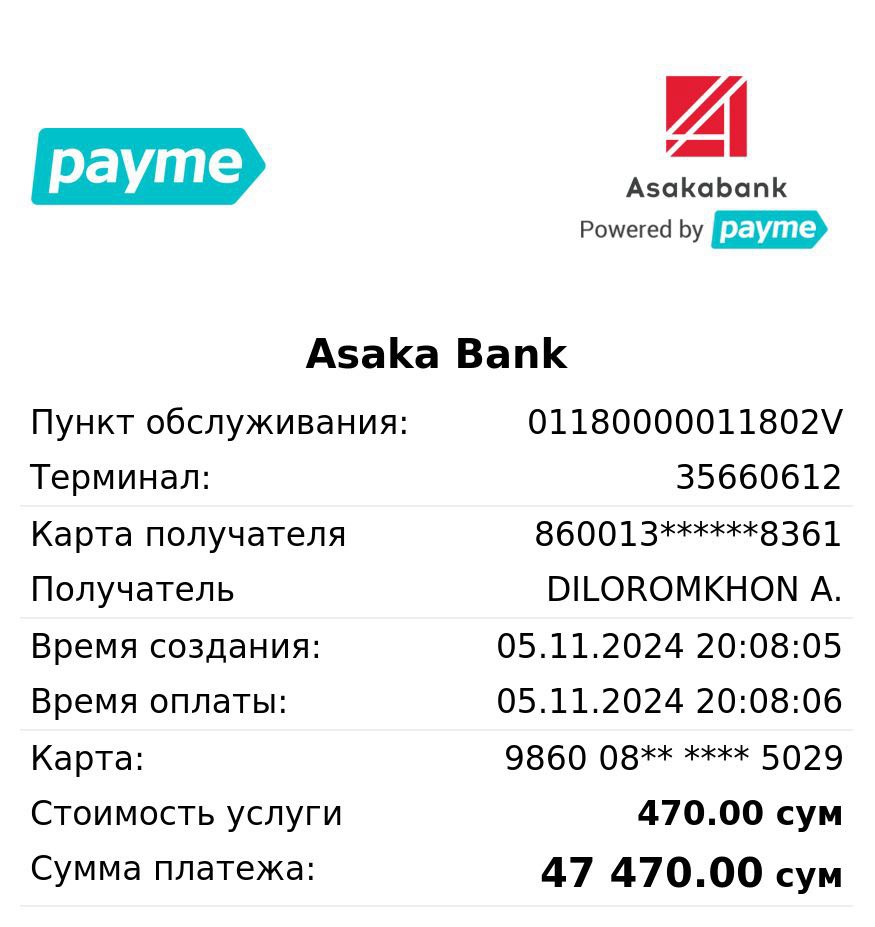 payme
Asakabank
Powered by payme
Asaka Bank
Пункт обслуживания: 01180000011802V
Терминал: 35660612
Карта получателя 860013******8361
Получатель DILOROMKHON A.
Время создания: 05.11.2024 20:08:05
Время оплаты: 05.11.2024 20:08:06
Карта: 9860 08** **** 5029
Стоимость услуги 470.00 сум
Сумма платежа: 47 470.00 сум